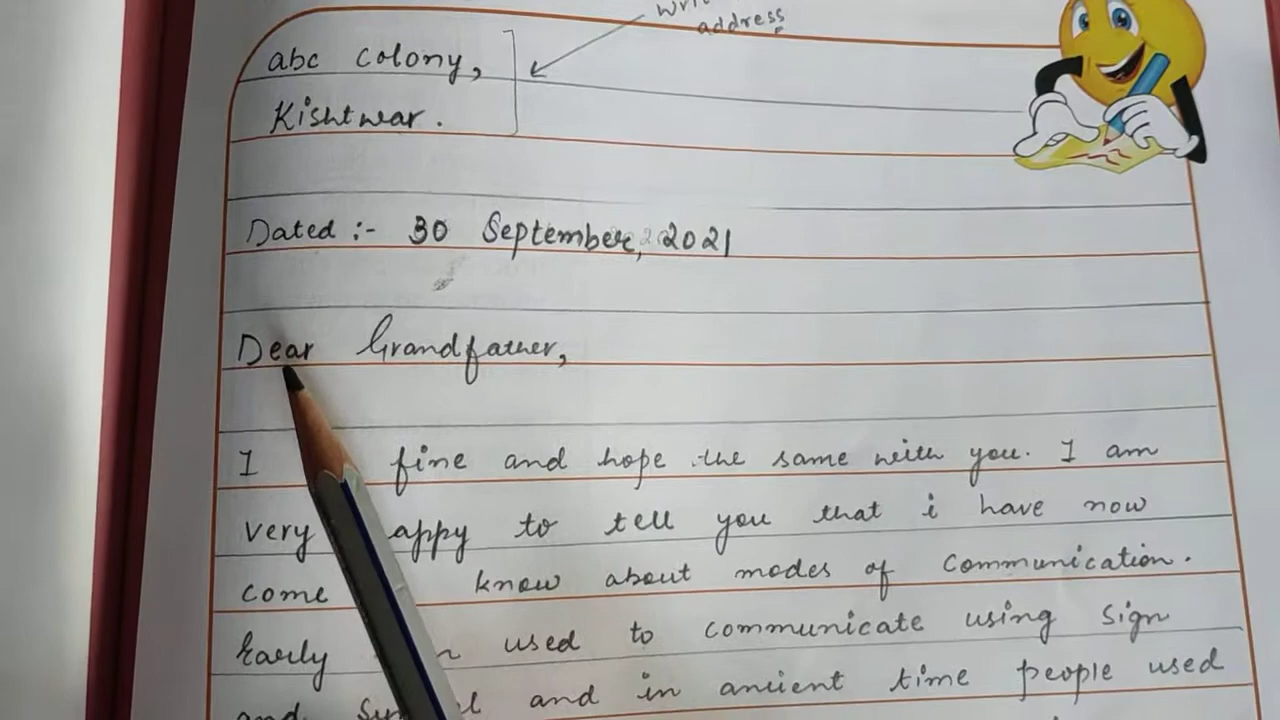 address
abc colony,
Kishtwar.
Dated :- 30 September, 2021
Dear Grandfather,
I fine and hope the same with you. I am
very appy to tell you that i have now
come know about modes of communication.
Early used to communicate using sign
and and in ancient time people used